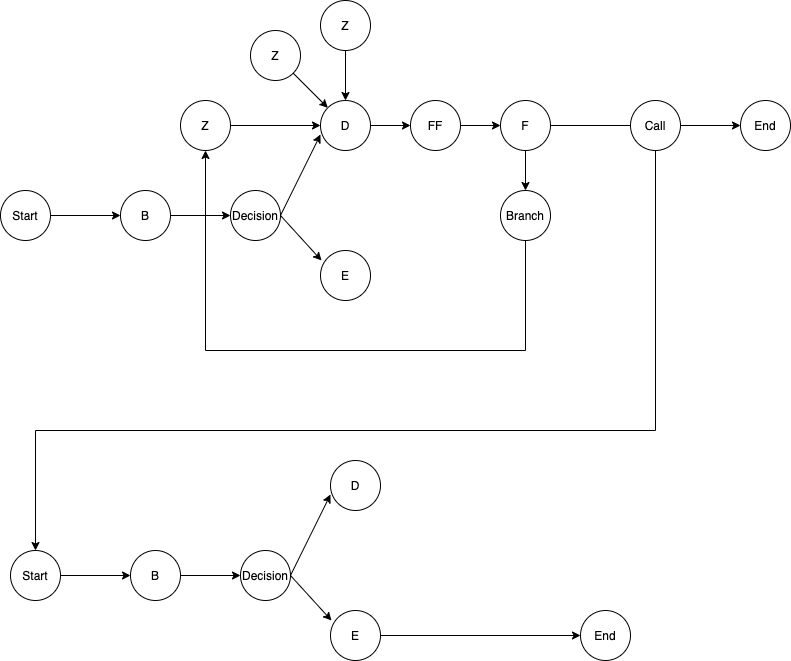 Z
Z
Z
D
FF
F
Call
End
Start
B
Decision
Branch
E
D
Start
B
Decision
E
End